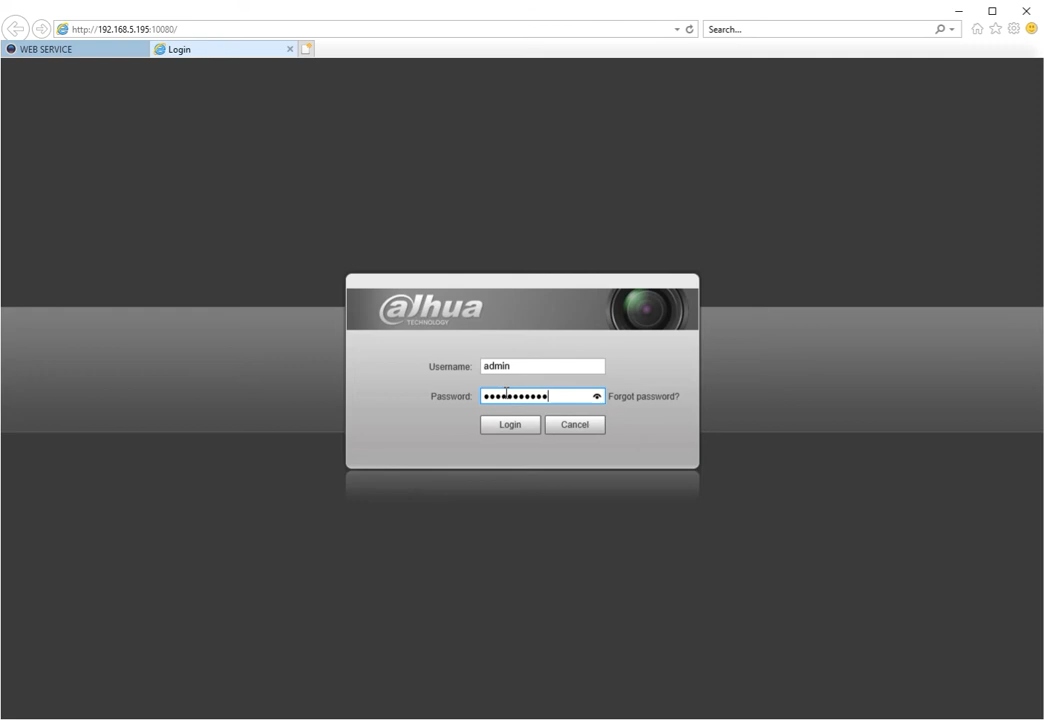 http://192.168.5.195:10080/
Search...
WEB SERVICE
Login
alhua
TECHNOLOGY
Username: admin
Password: ●●●●●●●●●●● Forgot password?
Login Cancel